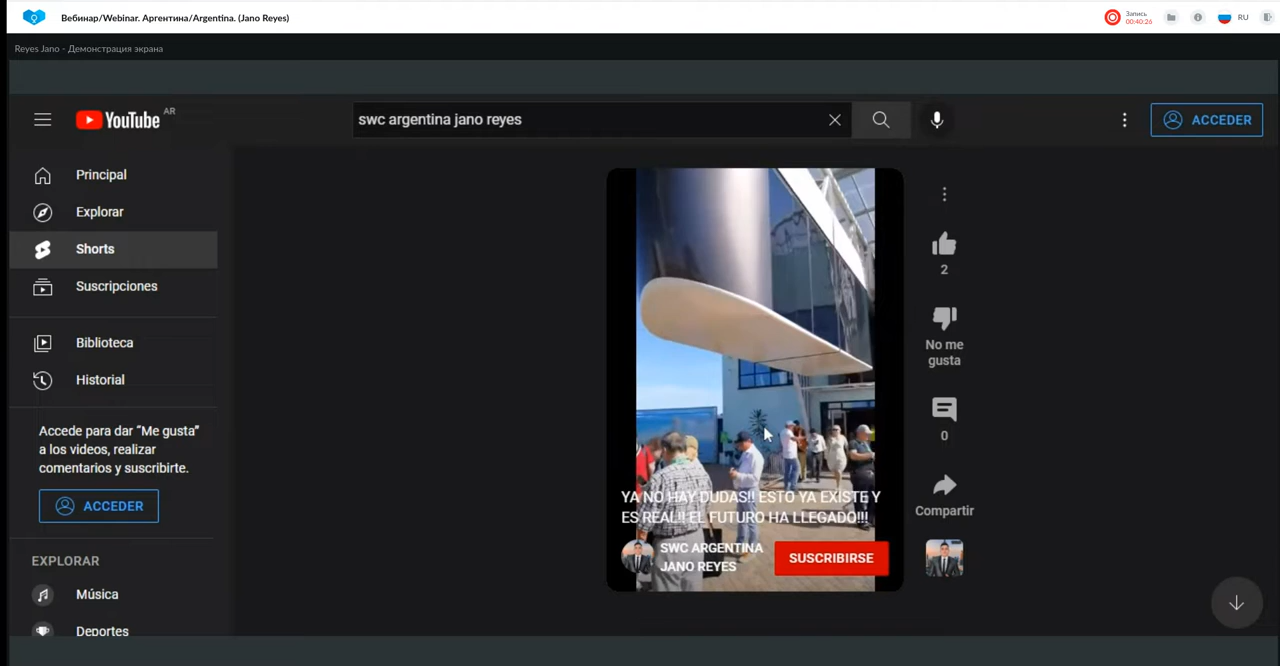 Вебинар/Webinar. Аргентина/Argentina. (Jano Reyes)
Запись
00:40:26
RU
Reyes Jano - Демонстрация экрана
YouTube AR
swc argentina jano reyes
ACCEDER
Principal
Explorar
Shorts
Suscripciones
Biblioteca
Historial
Accede para dar “Me gusta”
a los videos, realizar
comentarios y suscribirte.
ACCEDER
EXPLORAR
Música
Deportes
YA NO HAY DUDAS!! ESTO YA EXISTE Y
ES REAL!! EL FUTURO HA LLEGADO!!!
SWC ARGENTINA
JANO REYES
SUSCRIBIRSE
2
No me
gusta
0
Compartir